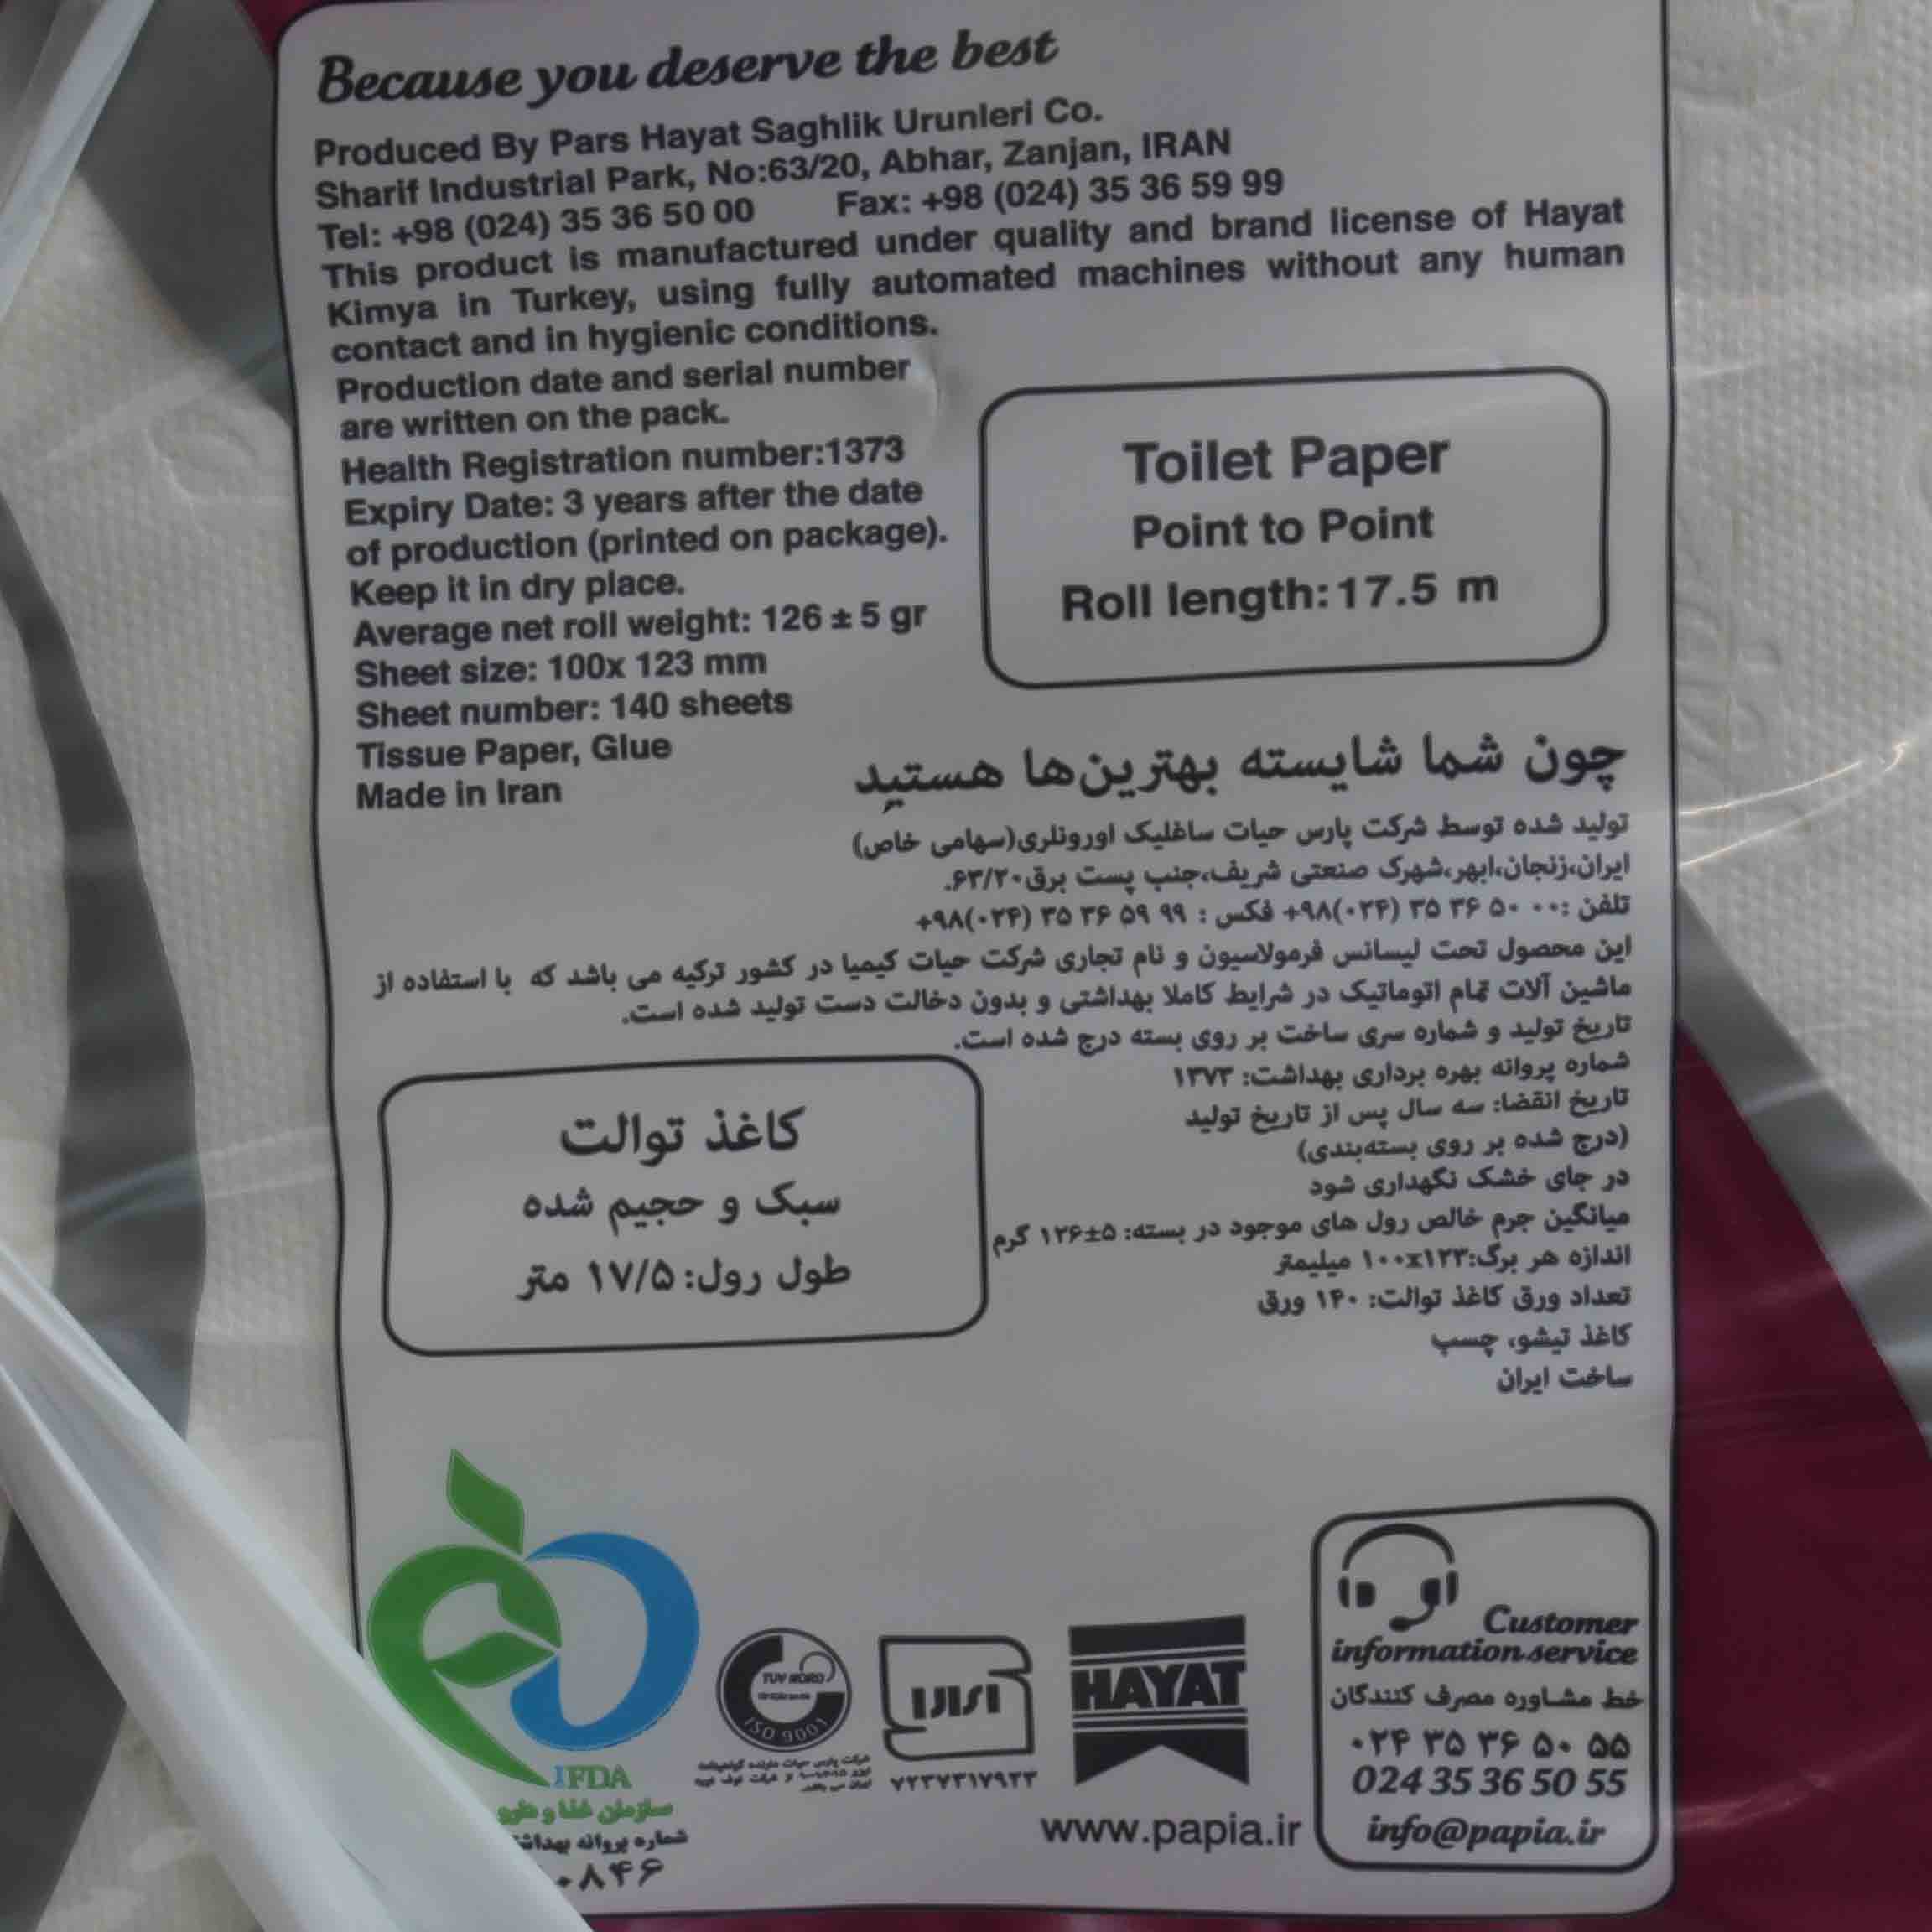 Because you deserve the best
Produced By Pars Hayat Saghlik Urunleri Co.
Sharif Industrial Park, No:63/20, Abhar, Zanjan, IRAN
Tel: +98 (024) 35 36 50 00 Fax: +98 (024) 35 36 59 99
This product is manufactured under quality and brand license of Hayat
Kimya in Turkey, using fully automated machines without any human
contact and in hygienic conditions.
Production date and serial number
are written on the pack.
Health Registration number:1373
Expiry Date: 3 years after the date
of production (printed on package).
Keep it in dry place.
Average net roll weight: 126 ± 5 gr
Sheet size: 100x 123 mm
Sheet number: 140 sheets
Tissue Paper, Glue
Made in Iran
Toilet Paper
Point to Point
Roll length:17.5 m
چون شما شایسته بهترین‌ها هستید
تولید شده توسط شرکت پارس حیات ساغلیک اورونلری(سهامی خاص)
ایران،زنجان،ابهر،شهرک صنعتی شریف،جنب پست برق۶۳/۲۰.
تلفن :۰۰ ۵۰ ۳۶ ۳۵ (۰۲۴)۹۸+ فکس : ۹۹ ۵۹ ۳۶ ۳۵ (۰۲۴)۹۸+
این محصول تحت لیسانس فرمولاسیون و نام تجاری شرکت حیات کیمیا در کشور ترکیه می باشد که با استفاده از
ماشین آلات تمام اتوماتیک در شرایط کاملا بهداشتی و بدون دخالت دست تولید شده است.
تاریخ تولید و شماره سری ساخت بر روی بسته درج شده است.
شماره پروانه بهره برداری بهداشت: ۱۳۷۳
تاریخ انقضا: سه سال پس از تاریخ تولید
(درج شده بر روی بسته‌بندی)
در جای خشک نگهداری شود
میانگین جرم خالص رول های موجود در بسته: ۵±۱۲۶ گرم
اندازه هر برگ:۱۰۰x۱۲۳ میلیمتر
تعداد ورق کاغذ توالت: ۱۴۰ ورق
کاغذ تیشو، چسب
ساخت ایران
کاغذ توالت
سبک و حجیم شده
طول رول: ۱۷/۵ متر
IFDA
سازمان غذا و دارو
شماره پروانه بهداشت
۰۸۴۶
TUV NORD
ISO 9001
۷۲۳۷۳۱۷۹۲۳
HAYAT
www.papia.ir
Customer
information service
خط مشاوره مصرف کنندگان
۰۲۴ ۳۵ ۳۶ ۵۰ ۵۵
024 35 36 50 55
info@papia.ir